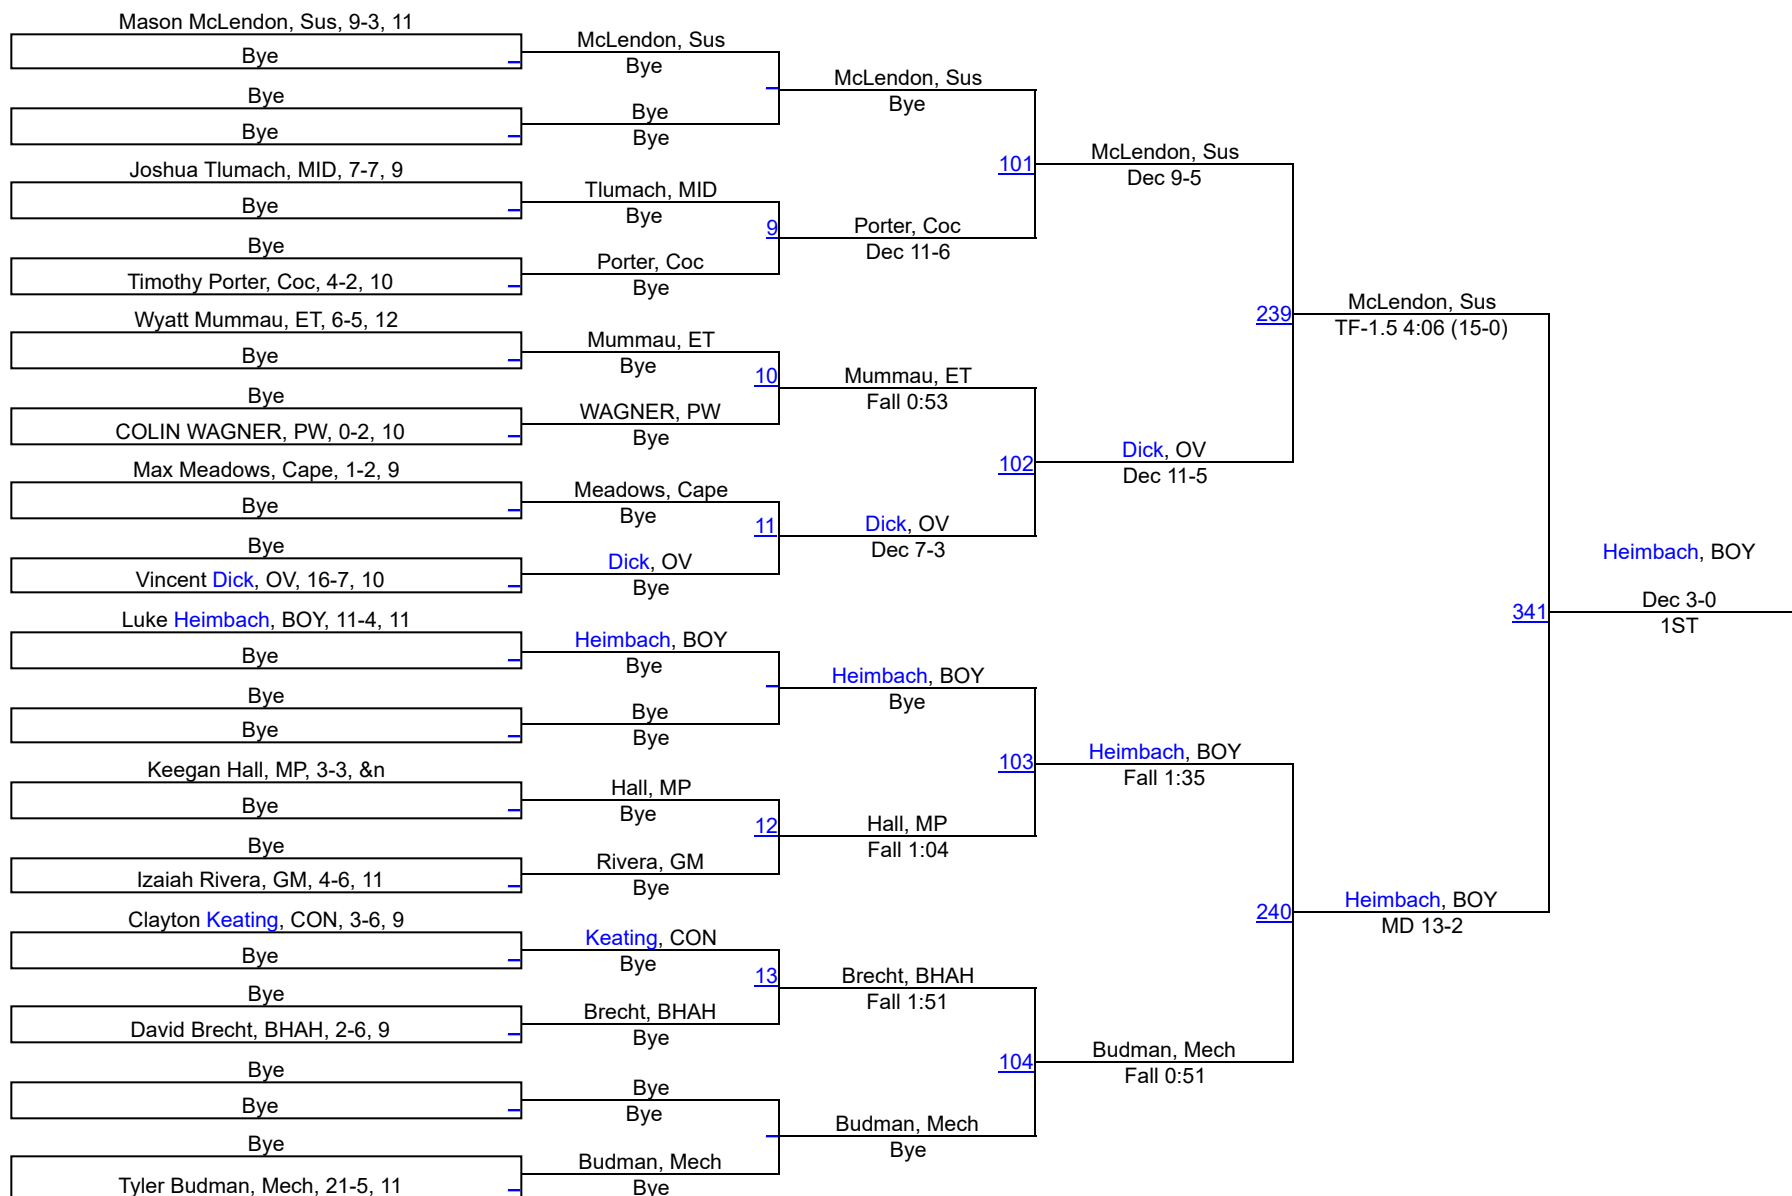 Mason McLendon, Sus, 9-3, 11
Bye
Bye
Bye
Joshua Tlumach, MID, 7-7, 9
Bye
Bye
Timothy Porter, Coc, 4-2, 10
Wyatt Mummau, ET, 6-5, 12
Bye
Bye
COLIN WAGNER, PW, 0-2, 10
Max Meadows, Cape, 1-2, 9
Bye
Bye
Vincent Dick, OV, 16-7, 10
Luke Heimbach, BOY, 11-4, 11
Bye
Bye
Bye
Keegan Hall, MP, 3-3, &n
Bye
Bye
Izaiah Rivera, GM, 4-6, 11
Clayton Keating, CON, 3-6, 9
Bye
Bye
David Brecht, BHAH, 2-6, 9
Bye
Bye
Bye
Tyler Budman, Mech, 21-5, 11
McLendon, Sus
Bye
Bye
Bye
Tlumach, MID
Bye
9
Porter, Coc
Bye
Mummau, ET
Bye
10
WAGNER, PW
Bye
Meadows, Cape
Bye
11
Dick, OV
Bye
Heimbach, BOY
Bye
Bye
Bye
Hall, MP
Bye
12
Rivera, GM
Bye
Keating, CON
Bye
13
Brecht, BHAH
Bye
Bye
Bye
Budman, Mech
Bye
McLendon, Sus
Bye
101
Porter, Coc
Dec 11-6
Mummau, ET
Fall 0:53
102
Dick, OV
Dec 7-3
Heimbach, BOY
Bye
103
Hall, MP
Fall 1:04
Brecht, BHAH
Fall 1:51
104
Budman, Mech
Bye
McLendon, Sus
Dec 9-5
239
Dick, OV
Dec 11-5
Heimbach, BOY
Fall 1:35
240
Budman, Mech
Fall 0:51
McLendon, Sus
TF-1.5 4:06 (15-0)
341
Heimbach, BOY
MD 13-2
Heimbach, BOY
Dec 3-0
1ST